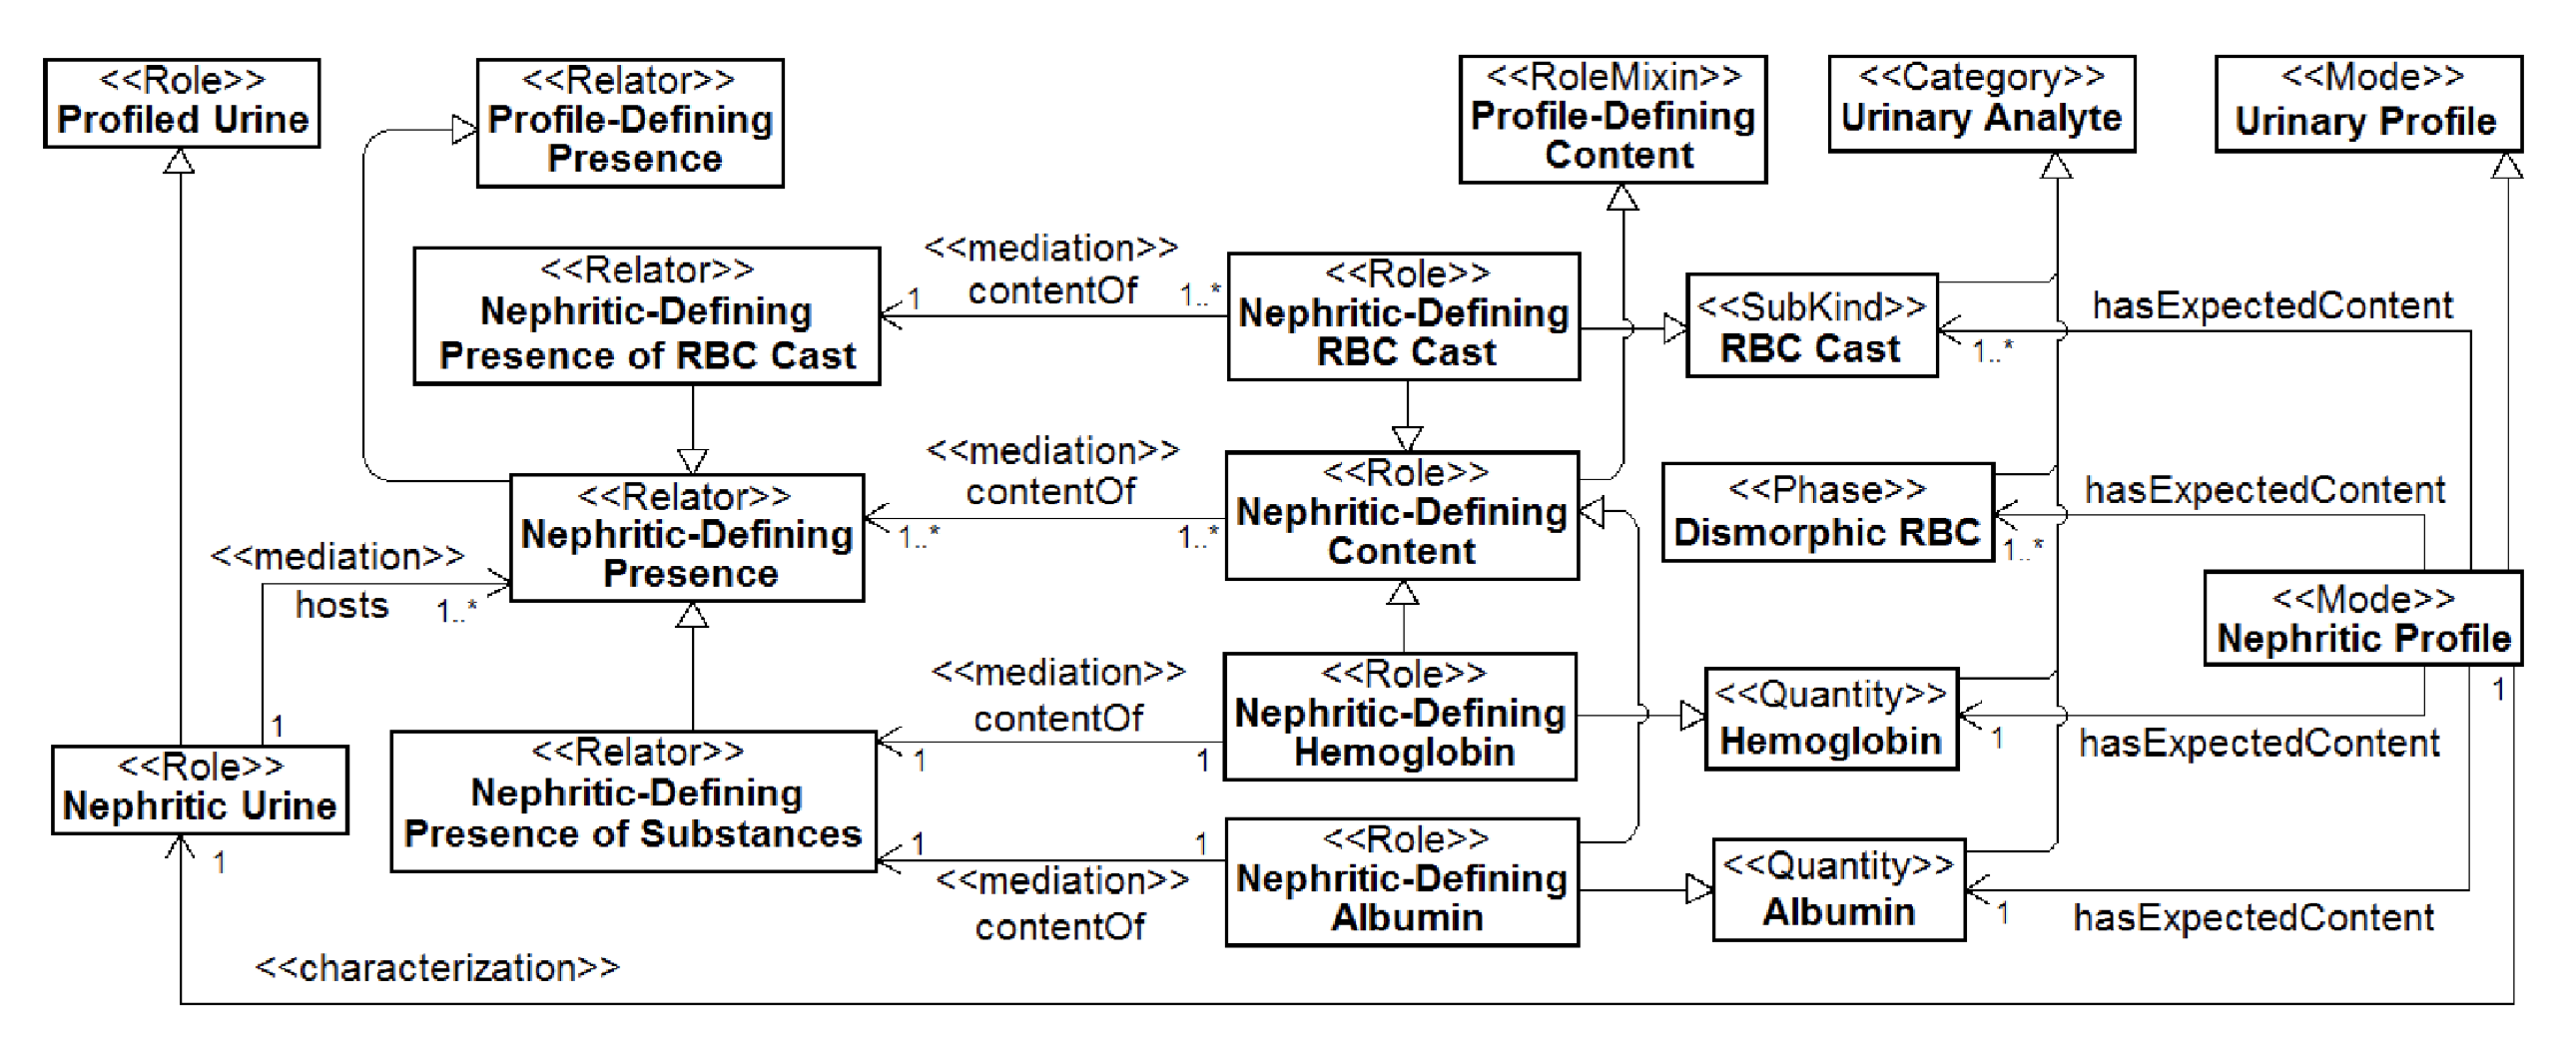 <<Role>>
Profiled Urine
<<Relator>>
Profile-Defining
Presence
<<RoleMixin>>
Profile-Defining
Content
<<Category>>
Urinary Analyte
<<Mode>>
Urinary Profile
<<Relator>>
Nephritic-Defining
Presence of RBC Cast
<<mediation>>
contentOf
1
1..*
<<Role>>
Nephritic-Defining
RBC Cast
<<SubKind>>
RBC Cast
hasExpectedContent
1..*
<<Relator>>
Nephritic-Defining
Presence
<<mediation>>
contentOf
1..*
1..*
<<Role>>
Nephritic-Defining
Content
<<Phase>>
Dismorphic RBC
hasExpectedContent
1..*
<<mediation>>
hosts
1..*
1
<<Mode>>
Nephritic Profile
1
<<Role>>
Nephritic Urine
1
<<Relator>>
Nephritic-Defining
Presence of Substances
<<mediation>>
contentOf
1
1
<<Role>>
Nephritic-Defining
Hemoglobin
<<Quantity>>
Hemoglobin
1
hasExpectedContent
1
1
<<mediation>>
contentOf
<<Role>>
Nephritic-Defining
Albumin
<<Quantity>>
Albumin
1
hasExpectedContent
<<characterization>>